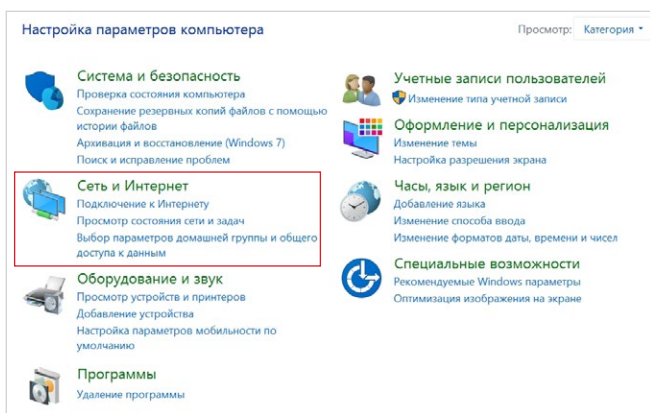 Настройка параметров компьютера
Просмотр: Категория
Система и безопасность
Проверка состояния компьютера
Сохранение резервных копий файлов с помощью
истории файлов
Архивация и восстановление (Windows 7)
Поиск и исправление проблем
Сеть и Интернет
Подключение к Интернету
Просмотр состояния сети и задач
Выбор параметров домашней группы и общего
доступа к данным
Оборудование и звук
Просмотр устройств и принтеров
Добавление устройства
Настройка параметров мобильности по
умолчанию
Программы
Удаление программы
Учетные записи пользователей
Изменение типа учетной записи
Оформление и персонализация
Изменение темы
Настройка разрешения экрана
Часы, язык и регион
Добавление языка
Изменение способа ввода
Изменение форматов даты, времени и чисел
Специальные возможности
Рекомендуемые Windows параметры
Оптимизация изображения на экране